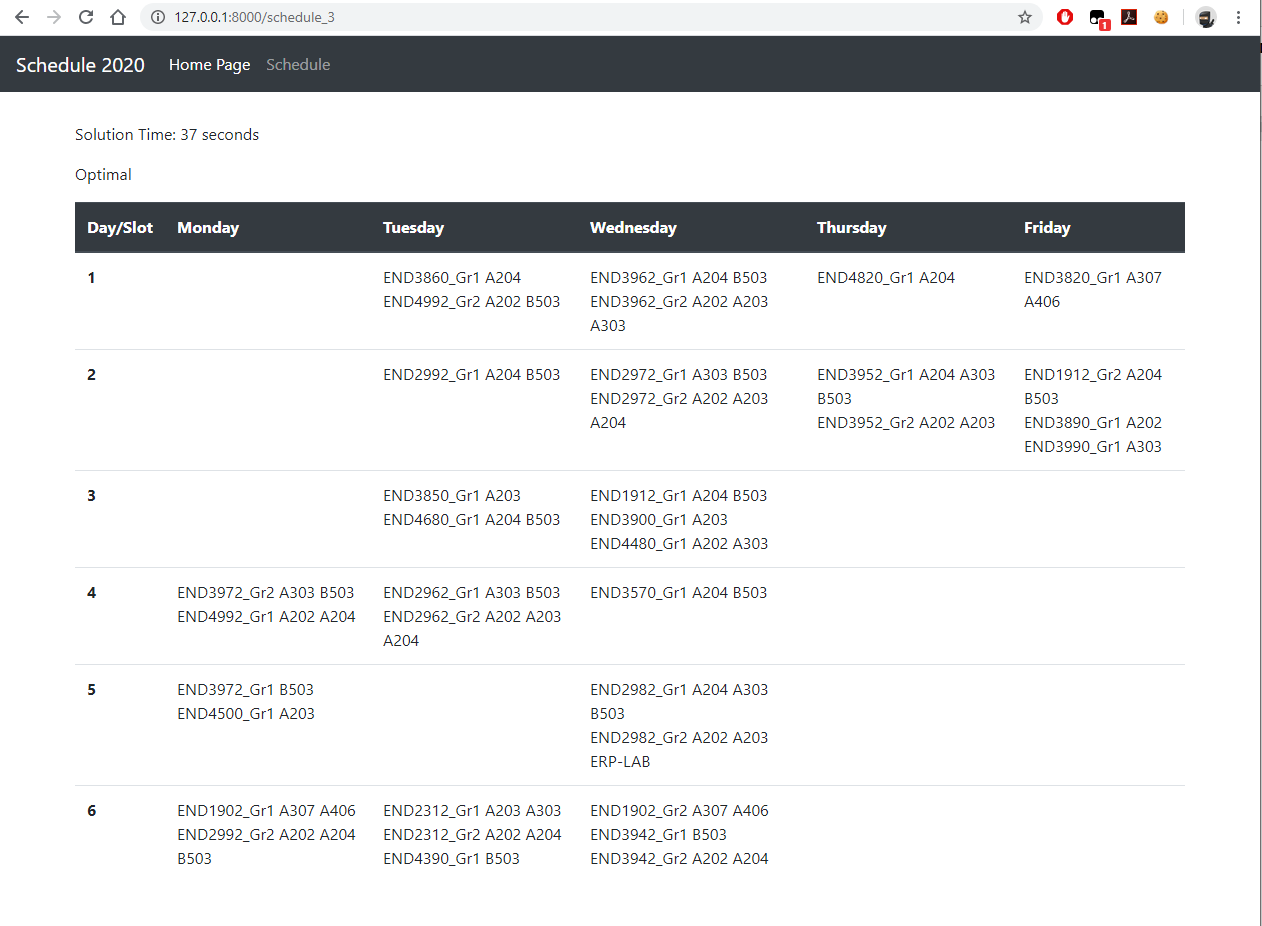 127.0.0.1:8000/schedule_3
1
Schedule 2020 Home Page Schedule
Solution Time: 37 seconds
Optimal
Day/Slot Monday Tuesday Wednesday Thursday Friday
1
END3860_Gr1 A204
END4992_Gr2 A202 B503
END3962_Gr1 A204 B503
END3962_Gr2 A202 A203
A303
END4820_Gr1 A204
END3820_Gr1 A307
A406
2
END2992_Gr1 A204 B503
END2972_Gr1 A303 B503
END2972_Gr2 A202 A203
A204
END3952_Gr1 A204 A303
B503
END3952_Gr2 A202 A203
END1912_Gr2 A204
B503
END3890_Gr1 A202
END3990_Gr1 A303
3
END3850_Gr1 A203
END4680_Gr1 A204 B503
END1912_Gr1 A204 B503
END3900_Gr1 A203
END4480_Gr1 A202 A303
4
END3972_Gr2 A303 B503
END4992_Gr1 A202 A204
END2962_Gr1 A303 B503
END2962_Gr2 A202 A203
A204
END3570_Gr1 A204 B503
5
END3972_Gr1 B503
END4500_Gr1 A203
END2982_Gr1 A204 A303
B503
END2982_Gr2 A202 A203
ERP-LAB
6
END1902_Gr1 A307 A406
END2992_Gr2 A202 A204
B503
END2312_Gr1 A203 A303
END2312_Gr2 A202 A204
END4390_Gr1 B503
END1902_Gr2 A307 A406
END3942_Gr1 B503
END3942_Gr2 A202 A204